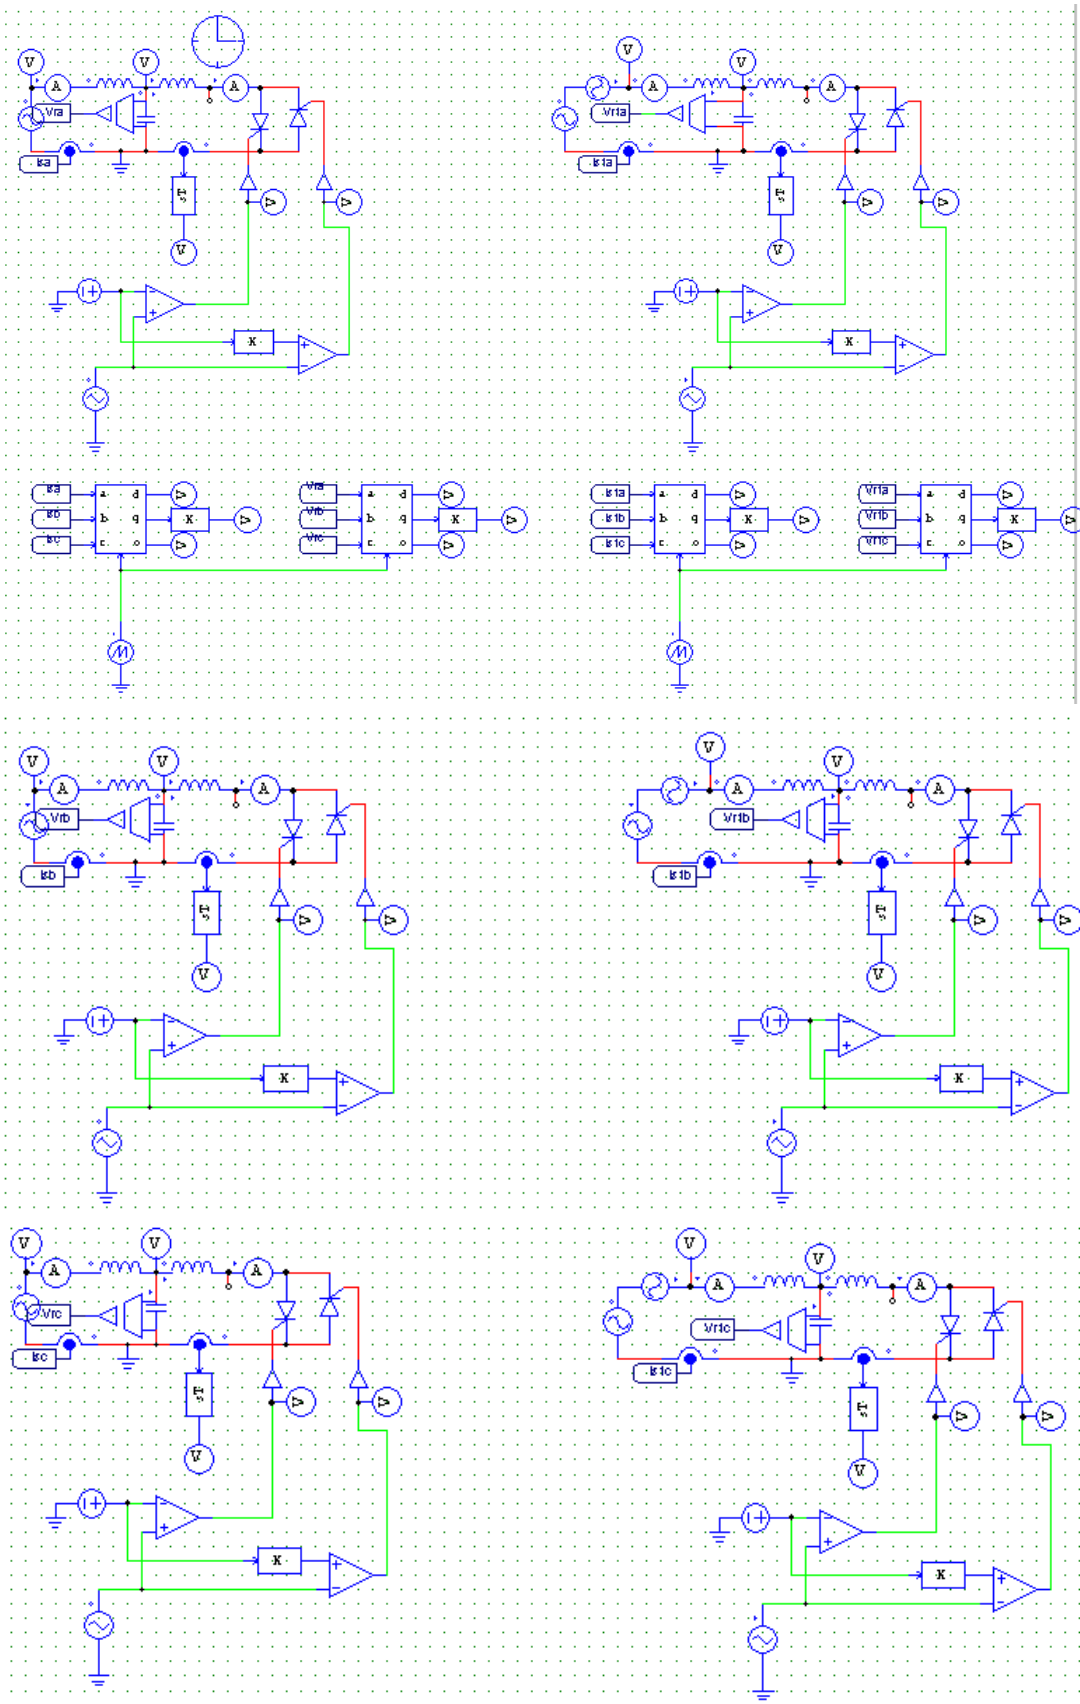 V V V V
A A A A
Vra Vr1a
isa is1a
sT V V sT V V
V V
K K
isa a d V Vra a d V is1a a d V Vr1a a d V
isb b q K V Vrb b q K V is1b b q K V Vr1b b q K V
isc c o V Vrc c o V is1c c o V Vr1c c o V
V V V V
A A A A
Vrb Vr1b
isb is1b
sT V V sT V V
V V
K K
V V V V
A A A A
Vrc Vr1c
isc is1c
sT V V sT V V
V V
K K